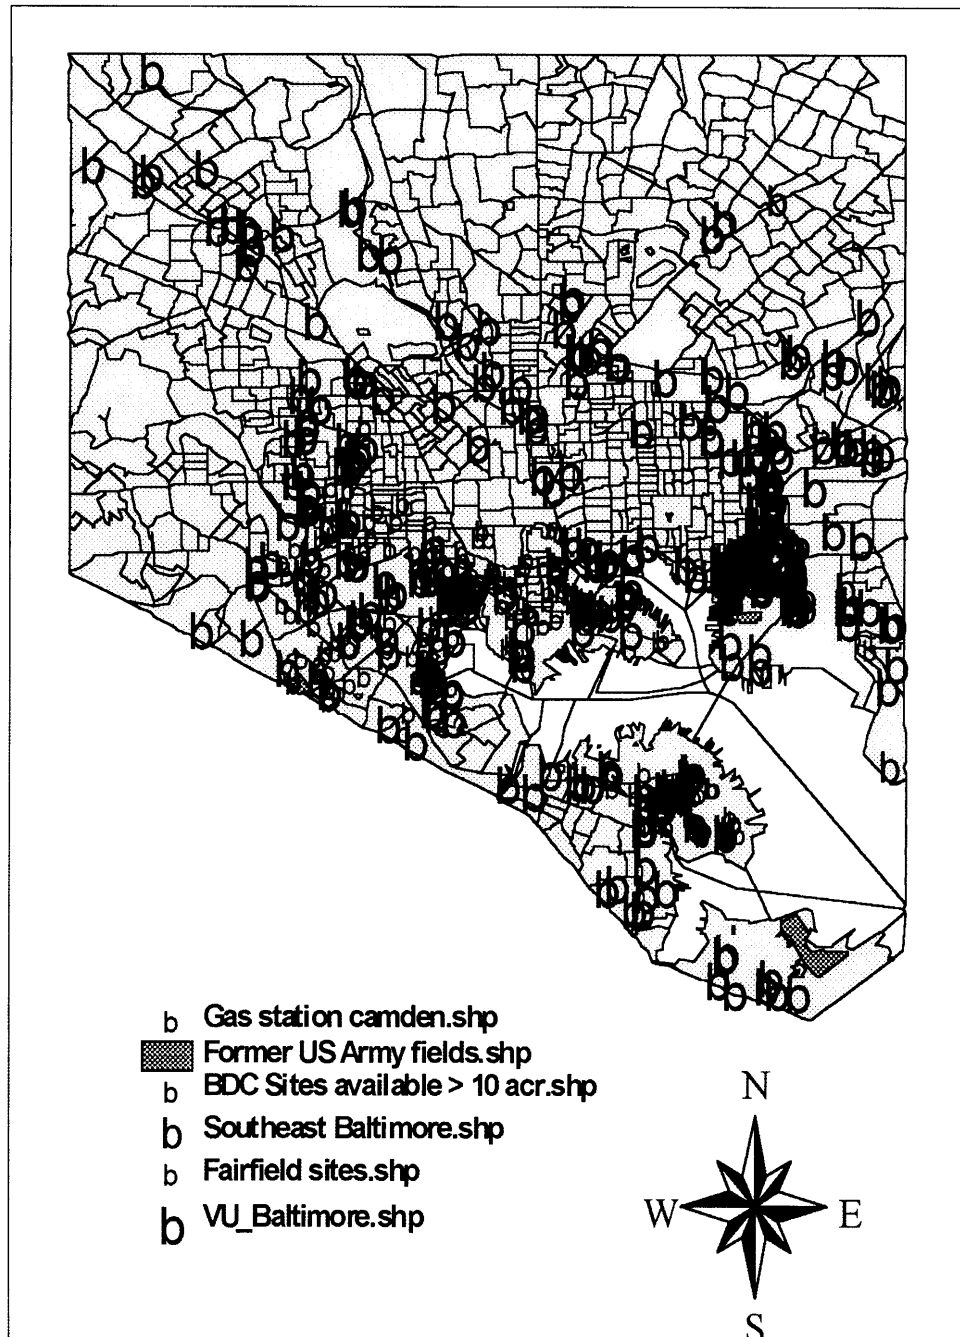 b Gas station camden.shp
Former US Army fields.shp
b BDC Sites available > 10 acr.shp
b Southeast Baltimore.shp
b Fairfield sites.shp
b VU_Baltimore.shp
N
W E
S